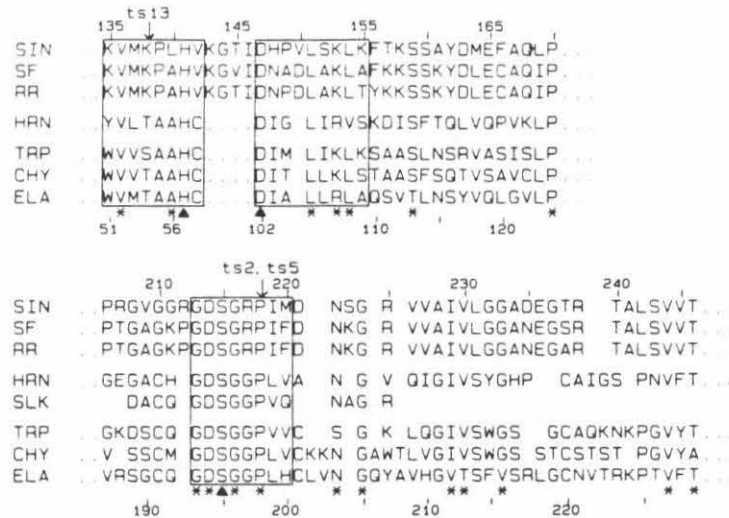 ts13
135 145 155 165
SIN KVMKPLHVKGTIDHPVLSKLKFTKSSAYDMEFAQLP...
SF KVMKPAHVKGVIDNADLAKLAFKKSSKYDLECAQIP...
RR KVMKPAHVKGTIDNPDLAKLTYKKSSKYDLECAQIP...
HRN YVLTAAHC DIG LIRVSKDISFTQLVQPVKLP...
TRP WVVSAAHC DIM LIKLKSAASLNSRVASISLP...
CHY WVVTAAHC DIT LLKLSTAASFSQTVSAVCLP...
ELA WVMTAAHC DIA LLRLAQSVTLNSYVQLGVLP...
* * ▲ ▲ * * * * *
51 56 102 110 120
ts2, ts5
210 220 230 240
SIN ..PRGVGGRGDSGRPIMD NSG R VVAIVLGGADEGTR TALSVVT...
SF ..PTGAGKPGDSGRPIFD NKG R VVAIVLGGANEGSR TALSVVT...
RR ..PTGAGKPGDSGRPIFD NKG R VVAIVLGGANEGAR TALSVVT...
HRN GEGACH GDSGGPLVA N G V QIGIVSYGHP CAIGS PNVFT...
SLK DACQ GDSGGPVQ NAG R
TRP ..GKDSCQ GDSGGPVVC S G K LQGIVSWGS GCAQKNKPGVYT...
CHY ..V SSCMG GDSGGPLVCKKN GAWTLVGIVSWGS STCSTST PGVYA...
ELA ..VRSGCQ GDSGGPLHCLVN GQYAVHGVTSFVSRLGCNVTRKPTVFT...
* * ▲ * * * * * * * * *
190 200 210 220